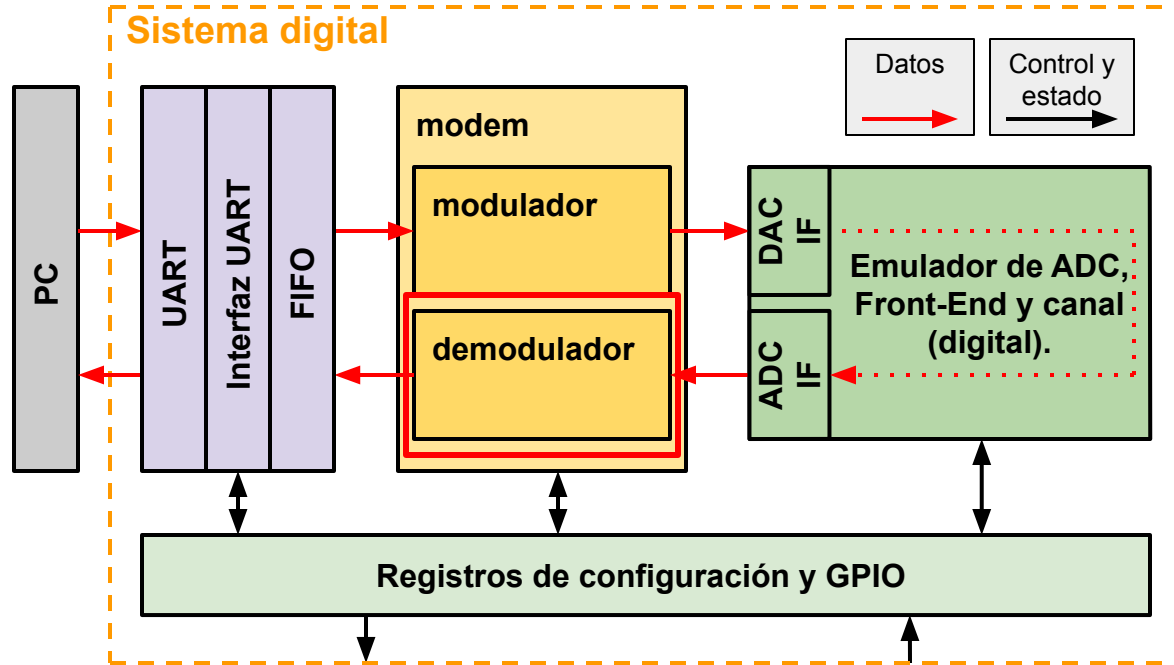 Sistema digital
Datos
Control y
estado
PC
UART
Interfaz UART
FIFO
modem
modulador
demodulador
DAC
IF
ADC
IF
Emulador de ADC,
Front-End y canal
(digital).
Registros de configuración y GPIO